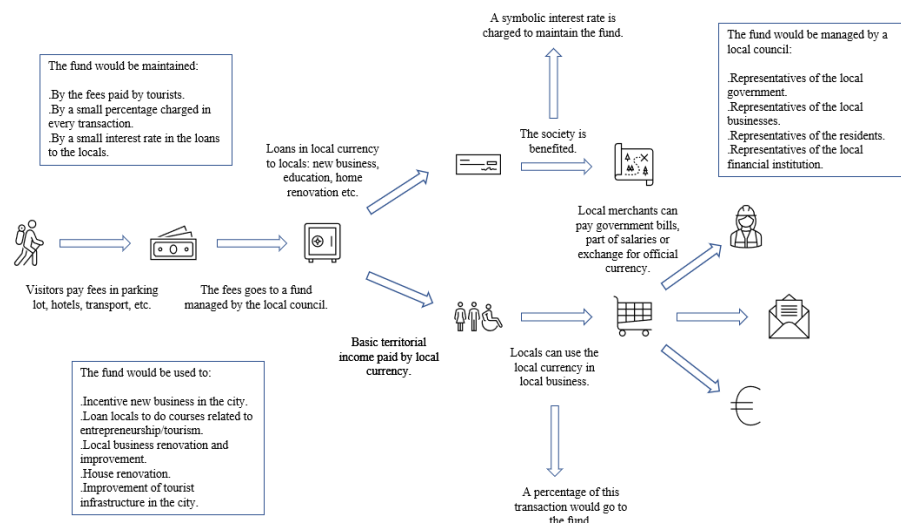 A symbolic interest rate is
charged to maintain the fund.
The fund would be maintained:
.By the fees paid by tourists.
.By a small percentage charged in
every transaction.
.By a small interest rate in the loans
to the locals.
The fund would be managed by a
local council:
.Representatives of the local
government.
.Representatives of the local
businesses.
.Representatives of the residents.
.Representatives of the local
financial institution.
Loans in local currency
to locals: new business,
education, home
renovation etc.
The society is
benefited.
Local merchants can
pay government bills,
part of salaries or
exchange for official
currency.
Visitors pay fees in parking
lot, hotels, transport, etc.
The fees goes to a fund
managed by the local council.
Basic territorial
income paid by local
currency.
Locals can use the
local currency in
local business.
€
The fund would be used to:
.Incentive new business in the city.
.Loan locals to do courses related to
entrepreneurship/tourism.
.Local business renovation and
improvement.
.House renovation.
.Improvement of tourist
infrastructure in the city.
A percentage of this
transaction would go to
the fund